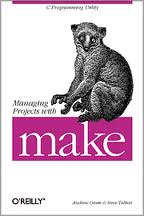 C Programming Utility
Managing
Projects with
make
O'REILLY®
Andrew Oram & Steve Talbott